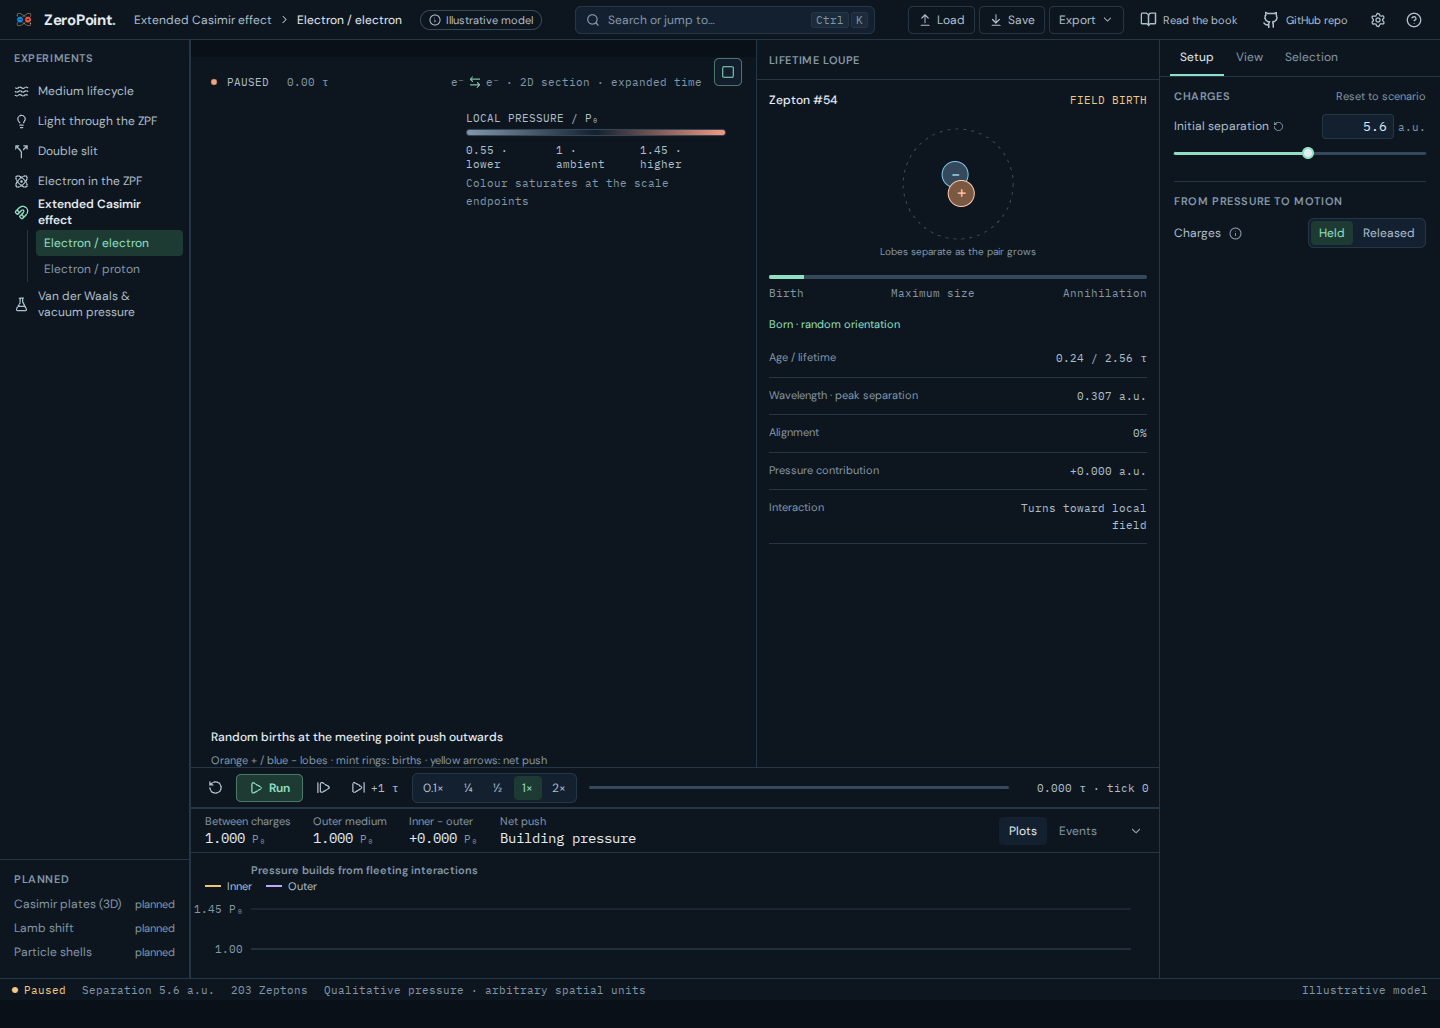 ZeroPoint.
Extended Casimir effect > Electron / electron
Illustrative model
Search or jump to...
Ctrl K
Load
Save
Export
Read the book
GitHub repo
EXPERIMENTS
Medium lifecycle
Light through the ZPF
Double slit
Electron in the ZPF
Extended Casimir
effect
Electron / electron
Electron / proton
Van der Waals &
vacuum pressure
PLANNED
Casimir plates (3D) planned
Lamb shift planned
Particle shells planned
PAUSED 0.00 τ
e⁻ ⇆ e⁻ · 2D section · expanded time
LOCAL PRESSURE / P₀
0.55 · lower
1 · ambient
1.45 · higher
Colour saturates at the scale
endpoints
Random births at the meeting point push outwards
Orange + / blue − lobes · mint rings: births · yellow arrows: net push
LIFETIME LOUPE
Zepton #54 FIELD BIRTH
−
+
Lobes separate as the pair grows
Birth Maximum size Annihilation
Born · random orientation
Age / lifetime 0.24 / 2.56 τ
Wavelength · peak separation 0.307 a.u.
Alignment 0%
Pressure contribution +0.000 a.u.
Interaction Turns toward local
field
Setup View Selection
CHARGES Reset to scenario
Initial separation 5.6 a.u.
FROM PRESSURE TO MOTION
Charges Held Released
Run +1 τ 0.1× ¼ ½ 1× 2× 0.000 τ · tick 0
Between charges Outer medium Inner − outer Net push
1.000 P₀ 1.000 P₀ +0.000 P₀ Building pressure
Plots Events
Pressure builds from fleeting interactions
Inner Outer
1.45 P₀
1.00
Paused Separation 5.6 a.u. 203 Zeptons Qualitative pressure · arbitrary spatial units Illustrative model